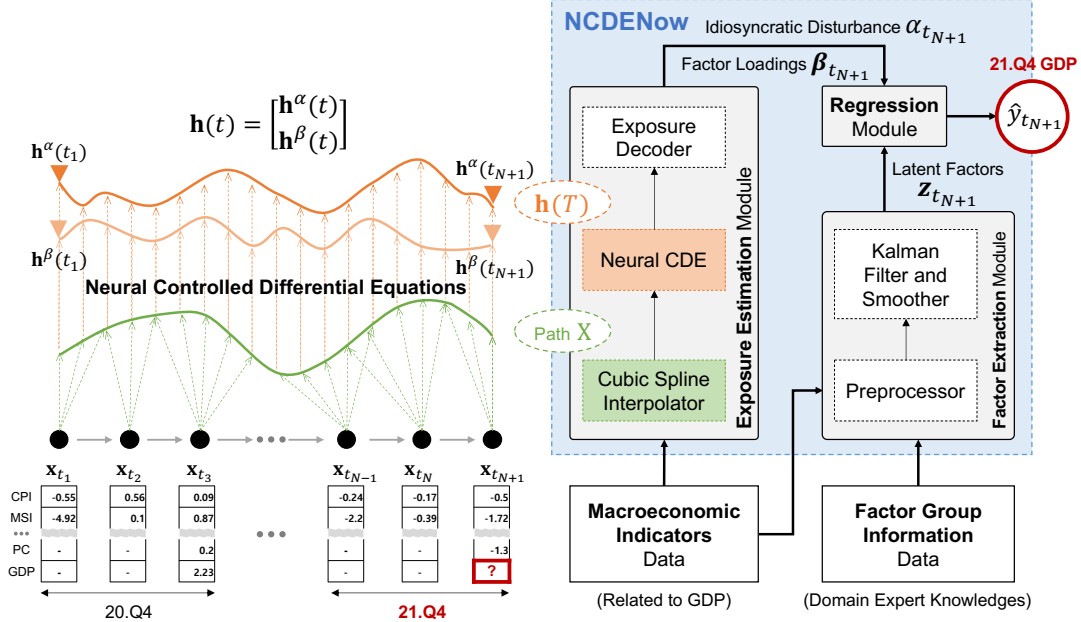 NCDENow
Idiosyncratic Disturbance α_{t_{N+1}}
Factor Loadings β_{t_{N+1}}
21.Q4 GDP
h(t) = [h^α(t)
h^β(t)]
Regression
Module
ŷ_{t_{N+1}}
Exposure
Decoder
h^α(t_1)
h^α(t_{N+1})
Latent Factors
z_{t_{N+1}}
h(T)
Exposure Estimation Module
Neural CDE
Kalman
Filter and
Smoother
Factor Extraction Module
h^β(t_1)
h^β(t_{N+1})
Neural Controlled Differential Equations
Path X
Cubic Spline
Interpolator
Preprocessor
x_{t_1} x_{t_2} x_{t_3} x_{t_{N-1}} x_{t_N} x_{t_{N+1}}
CPI -0.55 0.56 0.09 -0.24 -0.17 -0.5
MSI -4.92 0.1 0.87 -2.2 -0.39 -1.72
PC - - 0.2 - - -1.3
GDP - - 2.23 - - ?
20.Q4 21.Q4
Macroeconomic
Indicators
Data
(Related to GDP)
Factor Group
Information
Data
(Domain Expert Knowledges)